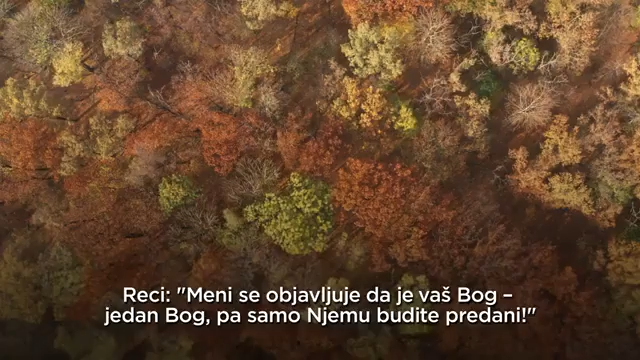 Reci: "Meni se objavljuje da je vaš Bog –
jedan Bog, pa samo Njemu budite predani!"